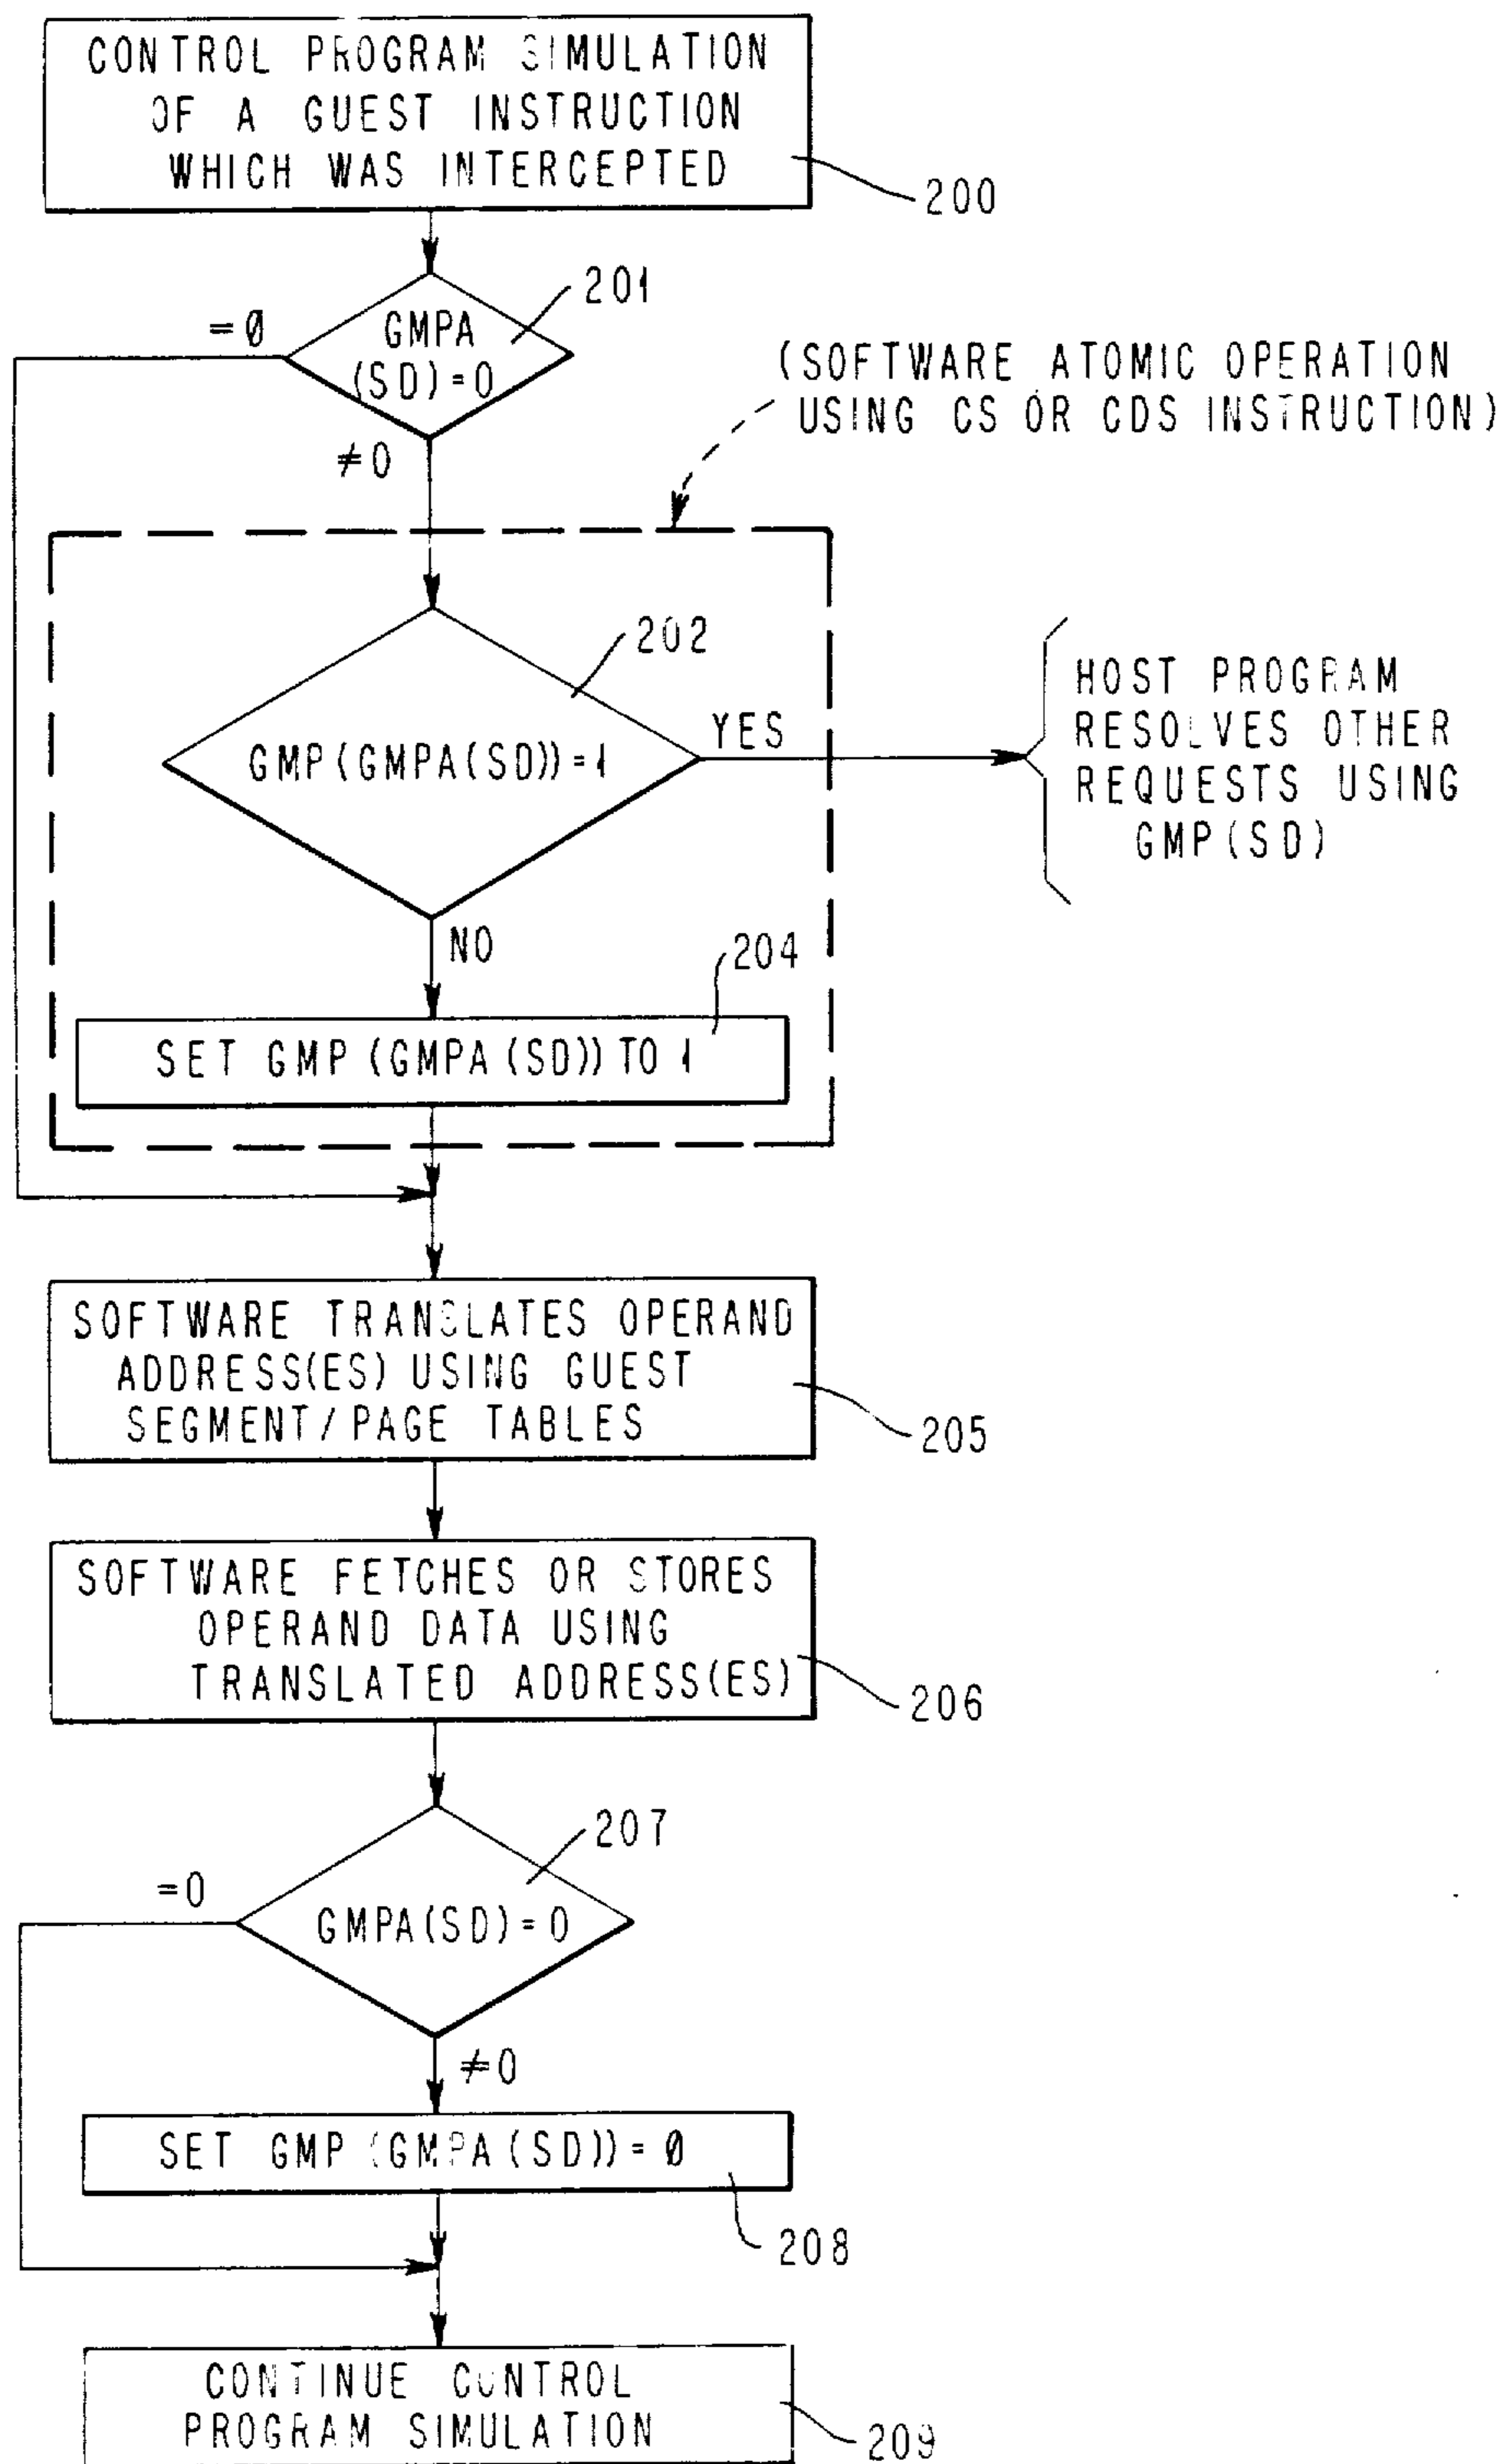 CONTROL PROGRAM SIMULATION
OF A GUEST INSTRUCTION
WHICH WAS INTERCEPTED
200
201
=Ø
GMPA
(SD)=0
≠0
(SOFTWARE ATOMIC OPERATION
USING CS OR CDS INSTRUCTION)
202
GMP(GMPA(SD))=1
YES
HOST PROGRAM
RESOLVES OTHER
REQUESTS USING
GMP(SD)
NO
204
SET GMP (GMPA (SD)) TO 1
SOFTWARE TRANSLATES OPERAND
ADDRESS(ES) USING GUEST
SEGMENT/PAGE TABLES
205
SOFTWARE FETCHES OR STORES
OPERAND DATA USING
TRANSLATED ADDRESS(ES)
206
207
=0
GMPA(SD)=0
≠0
SET GMP (GMPA (SD))=Ø
208
CONTINUE CONTROL
PROGRAM SIMULATION
209